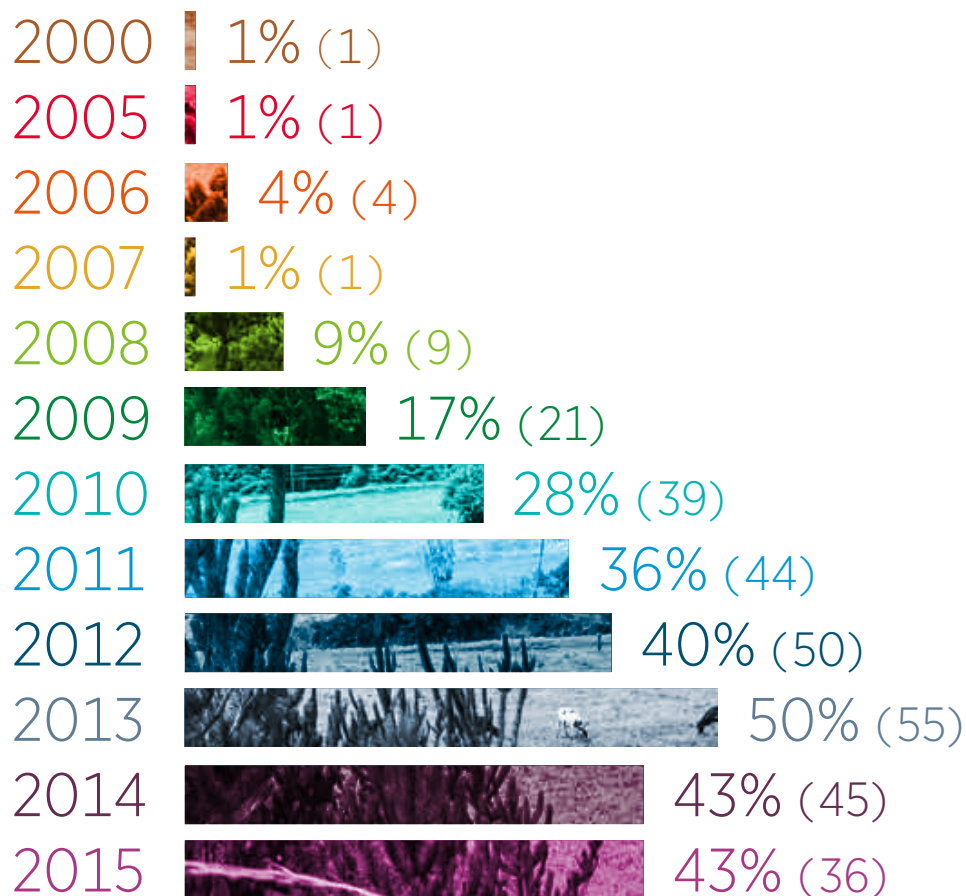 2000 1% (1)
2005 1% (1)
2006 4% (4)
2007 1% (1)
2008 9% (9)
2009 17% (21)
2010 28% (39)
2011 36% (44)
2012 40% (50)
2013 50% (55)
2014 43% (45)
2015 43% (36)